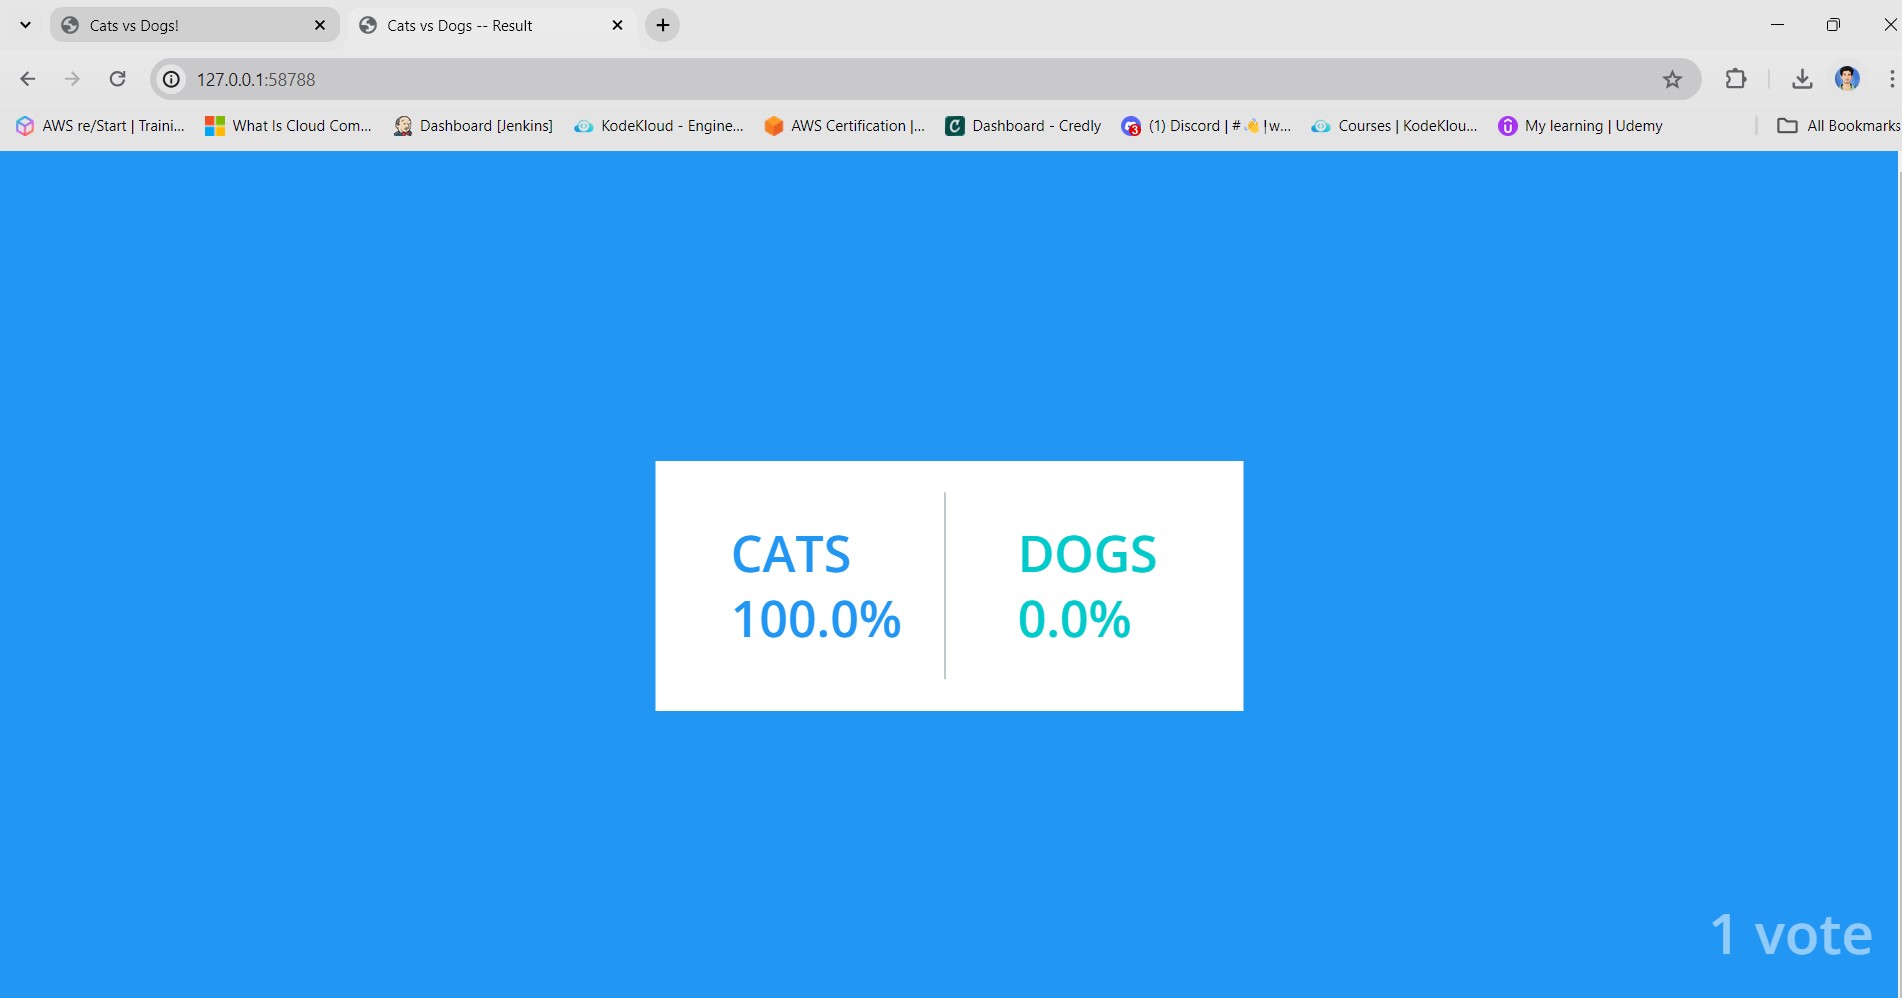 Cats vs Dogs!
Cats vs Dogs -- Result
127.0.0.1:58788
AWS re/Start | Traini...
What Is Cloud Com...
Dashboard [Jenkins]
KodeKloud - Engine...
AWS Certification |...
Dashboard - Credly
(1) Discord | #👋|w...
Courses | KodeKlou...
My learning | Udemy
All Bookmarks
CATS
100.0%
DOGS
0.0%
1 vote